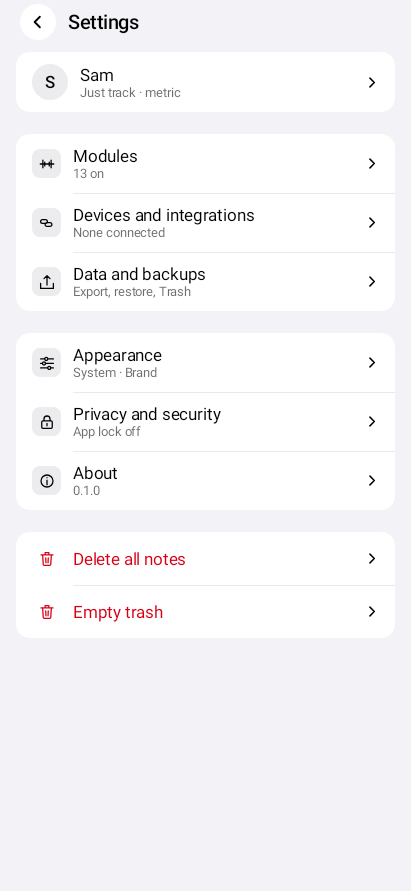 Settings
S
Sam
Just track · metric
Modules
13 on
Devices and integrations
None connected
Data and backups
Export, restore, Trash
Appearance
System · Brand
Privacy and security
App lock off
About
0.1.0
Delete all notes
Empty trash